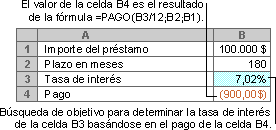 El valor de la celda B4 es el resultado
de la fórmula =PAGO(B3/12;B2;B1).
A B
1 Importe del préstamo 100.000 $
2 Plazo en meses 180
3 Tasa de interés 7,02%
4 Pago (900,00$)
Búsqueda de objetivo para determinar la tasa de interés
de la celda B3 basándose en el pago de la celda B4.